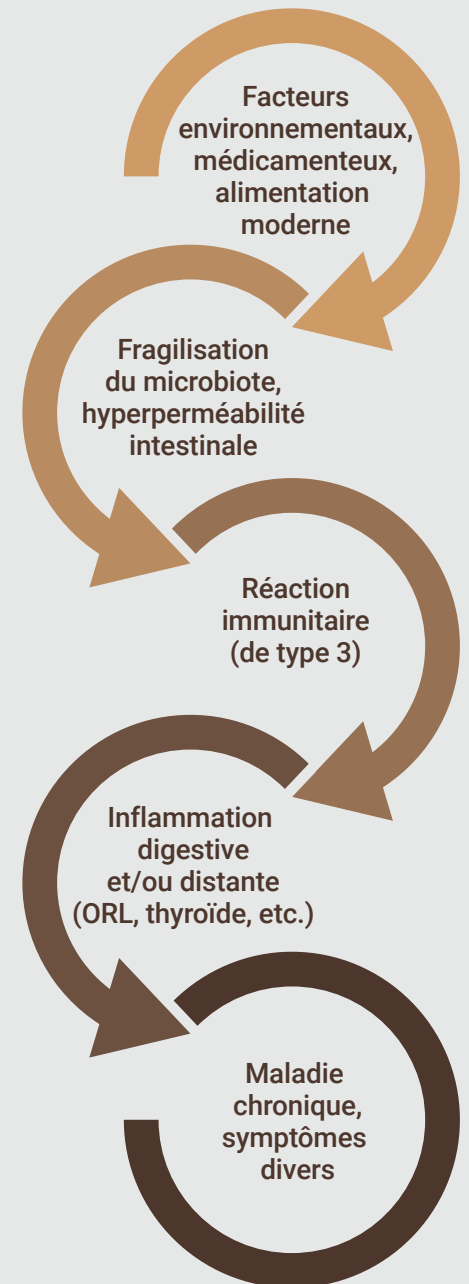 Facteurs
environnementaux,
médicamenteux,
alimentation
moderne
Fragilisation
du microbiote,
hyperperméabilité
intestinale
Réaction
immunitaire
(de type 3)
Inflammation
digestive
et/ou distante
(ORL, thyroïde, etc.)
Maladie
chronique,
symptômes
divers